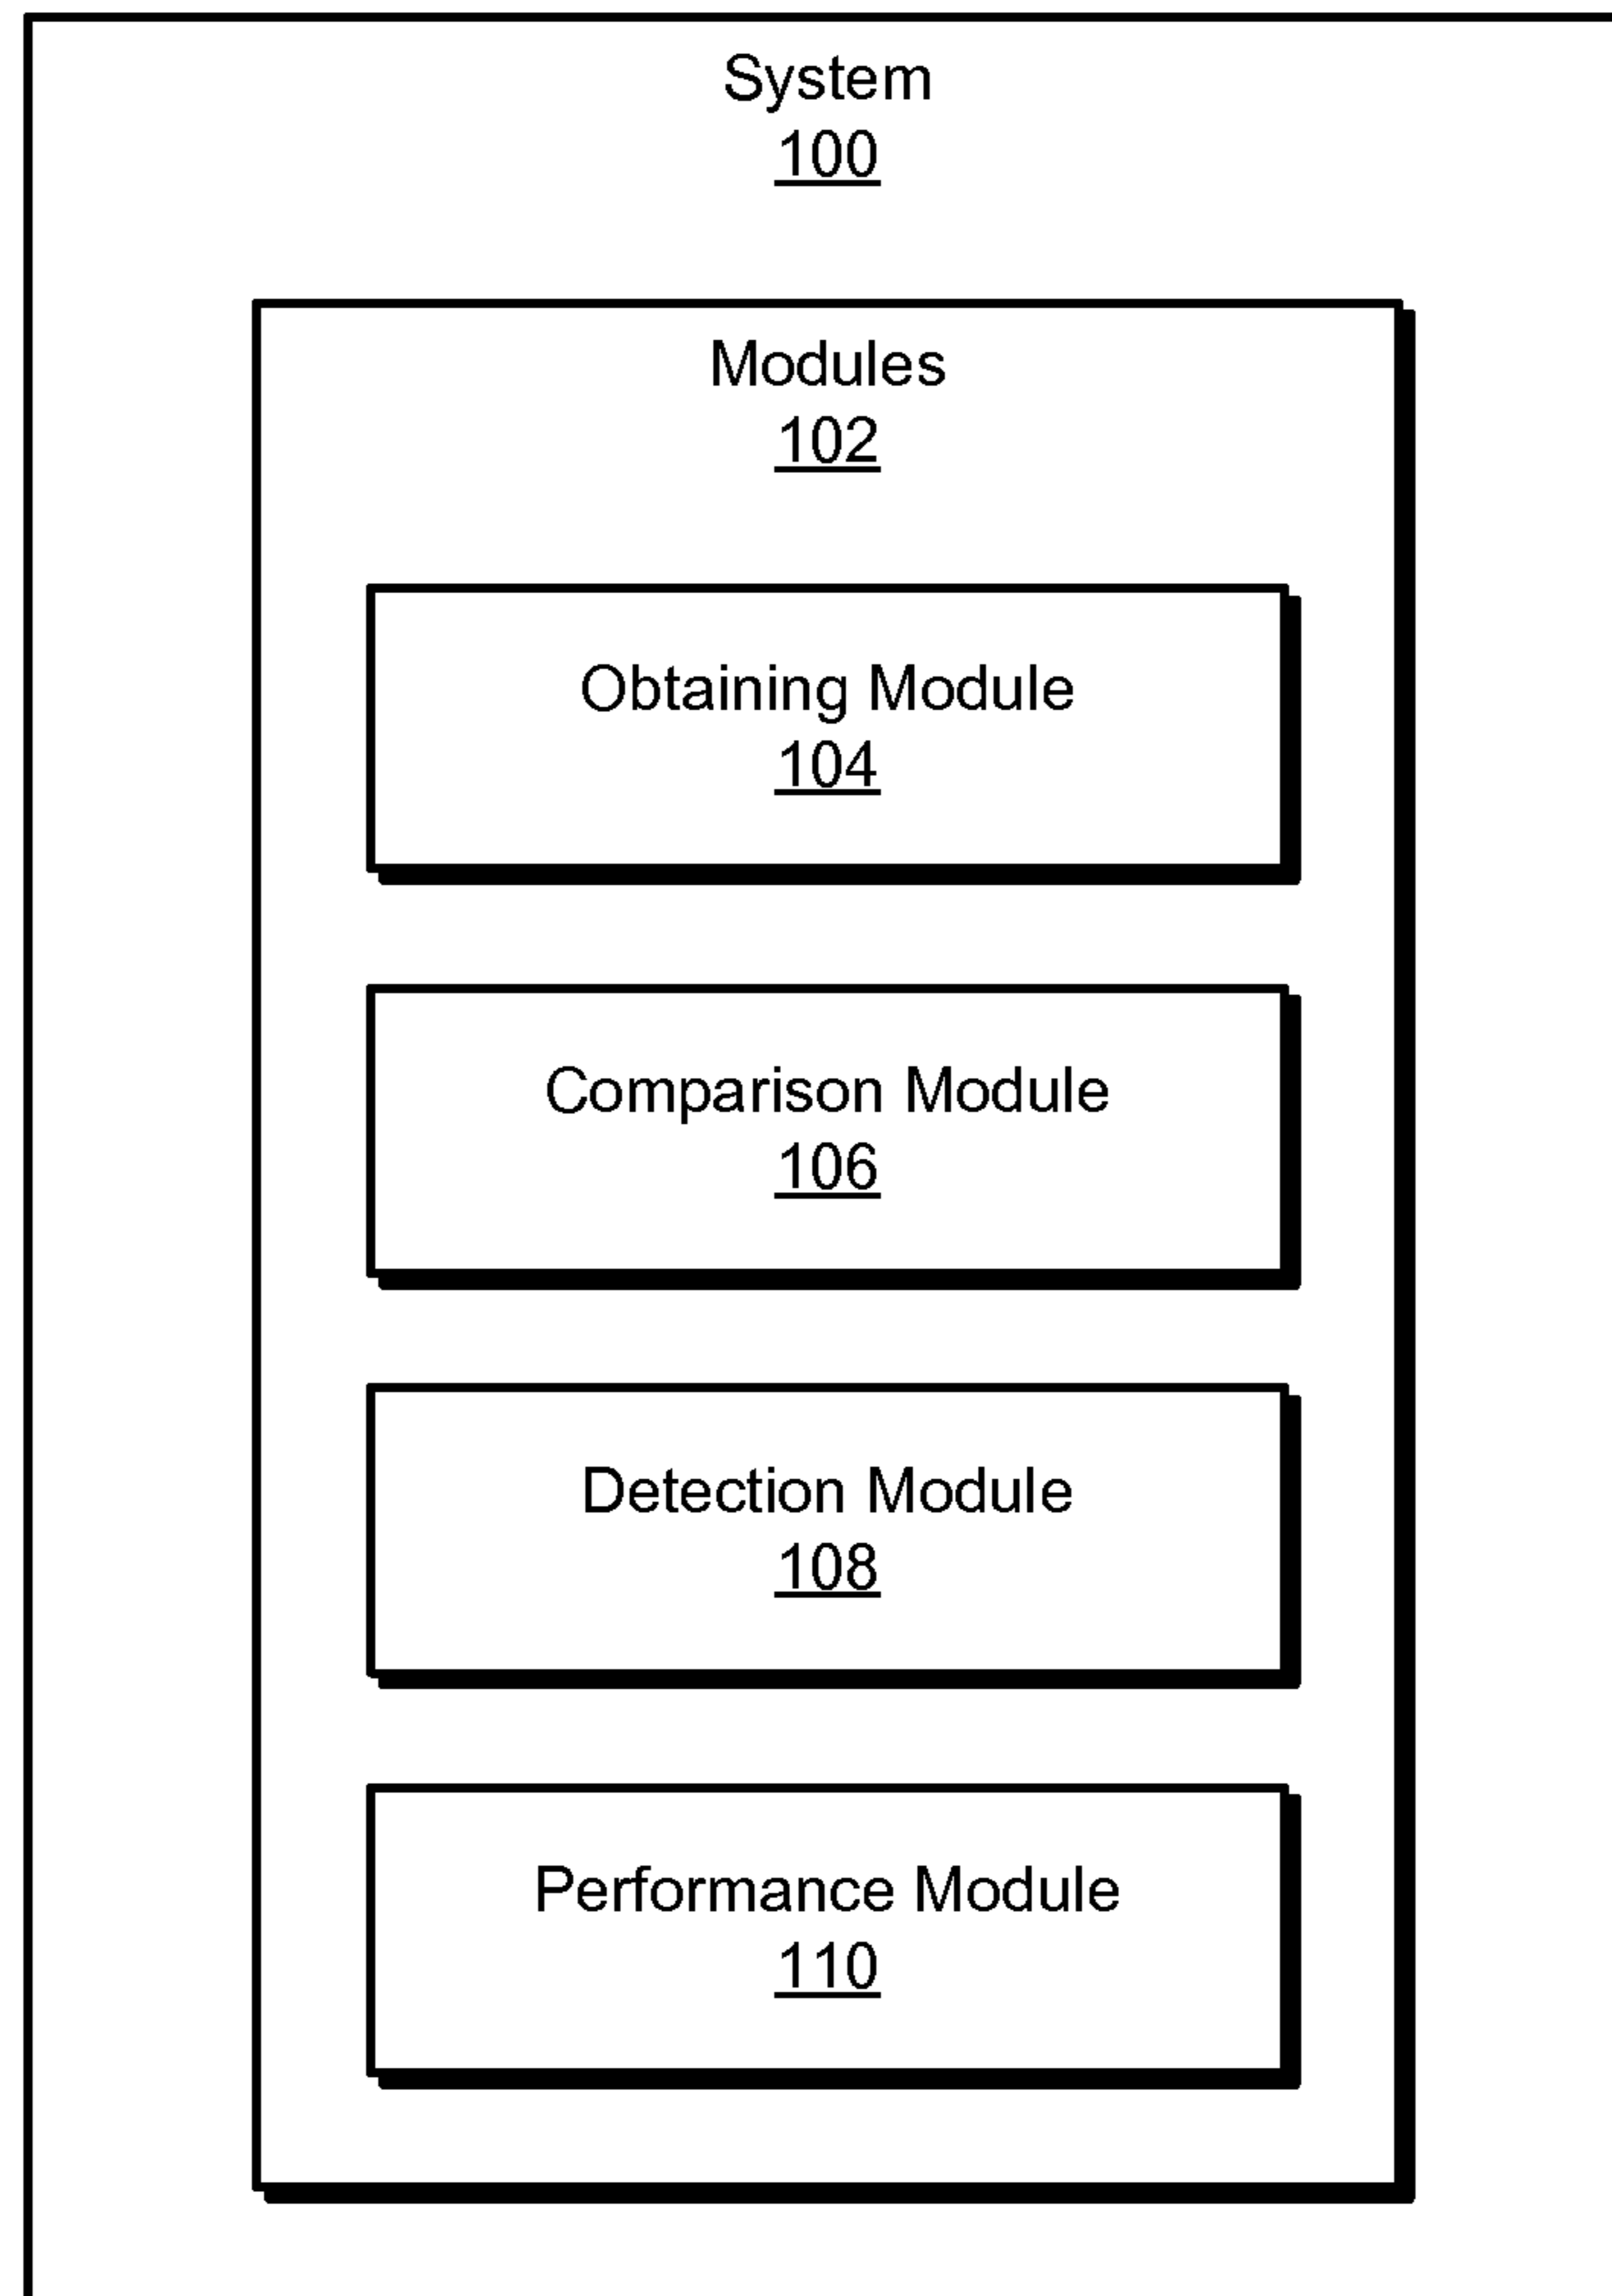 System
100
Modules
102
Obtaining Module
104
Comparison Module
106
Detection Module
108
Performance Module
110